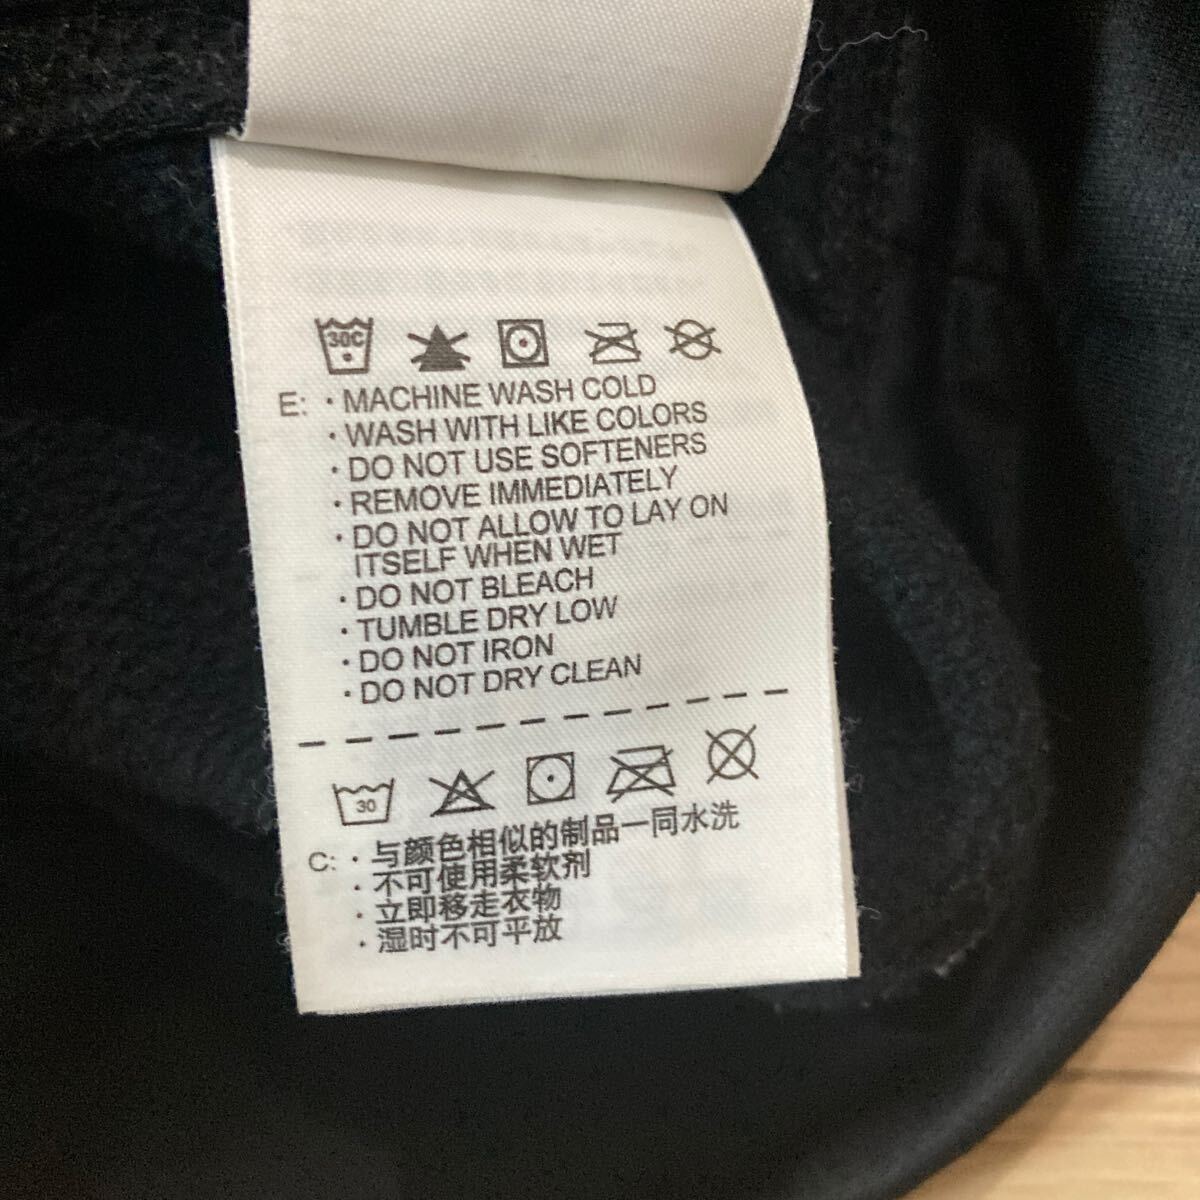 30C
E: · MACHINE WASH COLD
· WASH WITH LIKE COLORS
· DO NOT USE SOFTENERS
· REMOVE IMMEDIATELY
· DO NOT ALLOW TO LAY ON
ITSELF WHEN WET
· DO NOT BLEACH
· TUMBLE DRY LOW
· DO NOT IRON
· DO NOT DRY CLEAN
30
C: · 与颜色相似的制品一同水洗
· 不可使用柔软剂
· 立即移走衣物
· 湿时不可平放